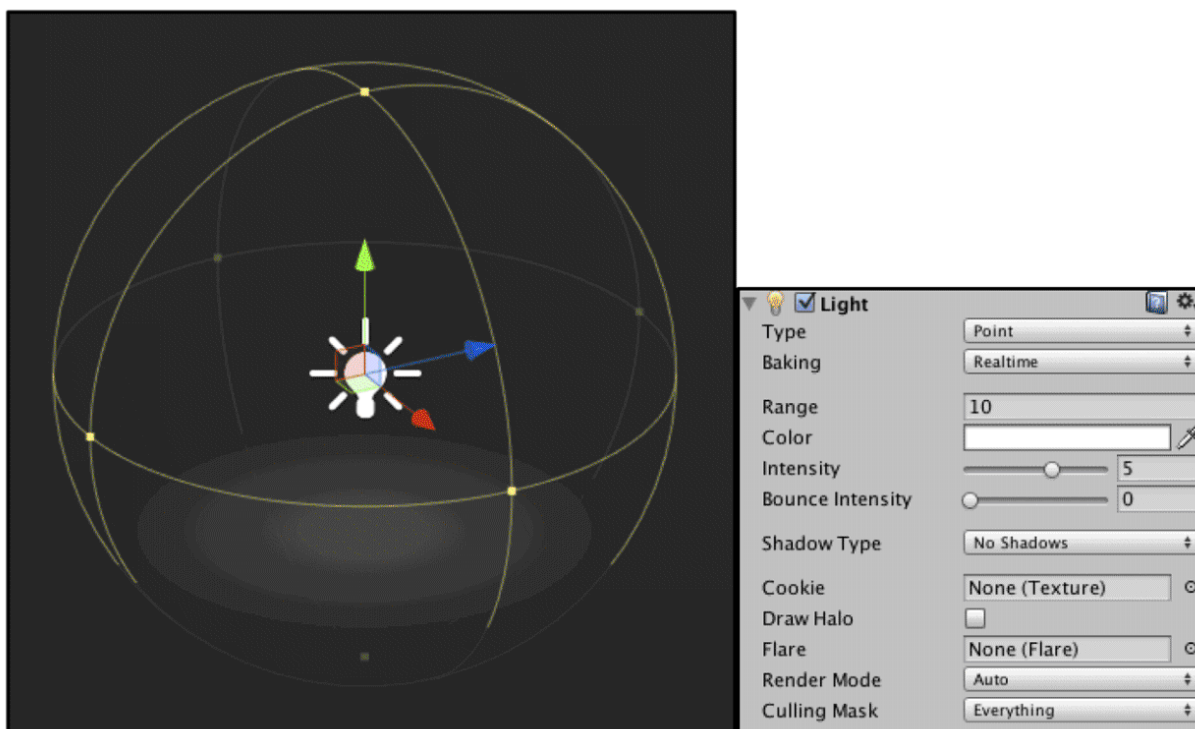 Light
Type Point
Baking Realtime
Range 10
Color
Intensity 5
Bounce Intensity 0
Shadow Type No Shadows
Cookie None (Texture)
Draw Halo
Flare None (Flare)
Render Mode Auto
Culling Mask Everything